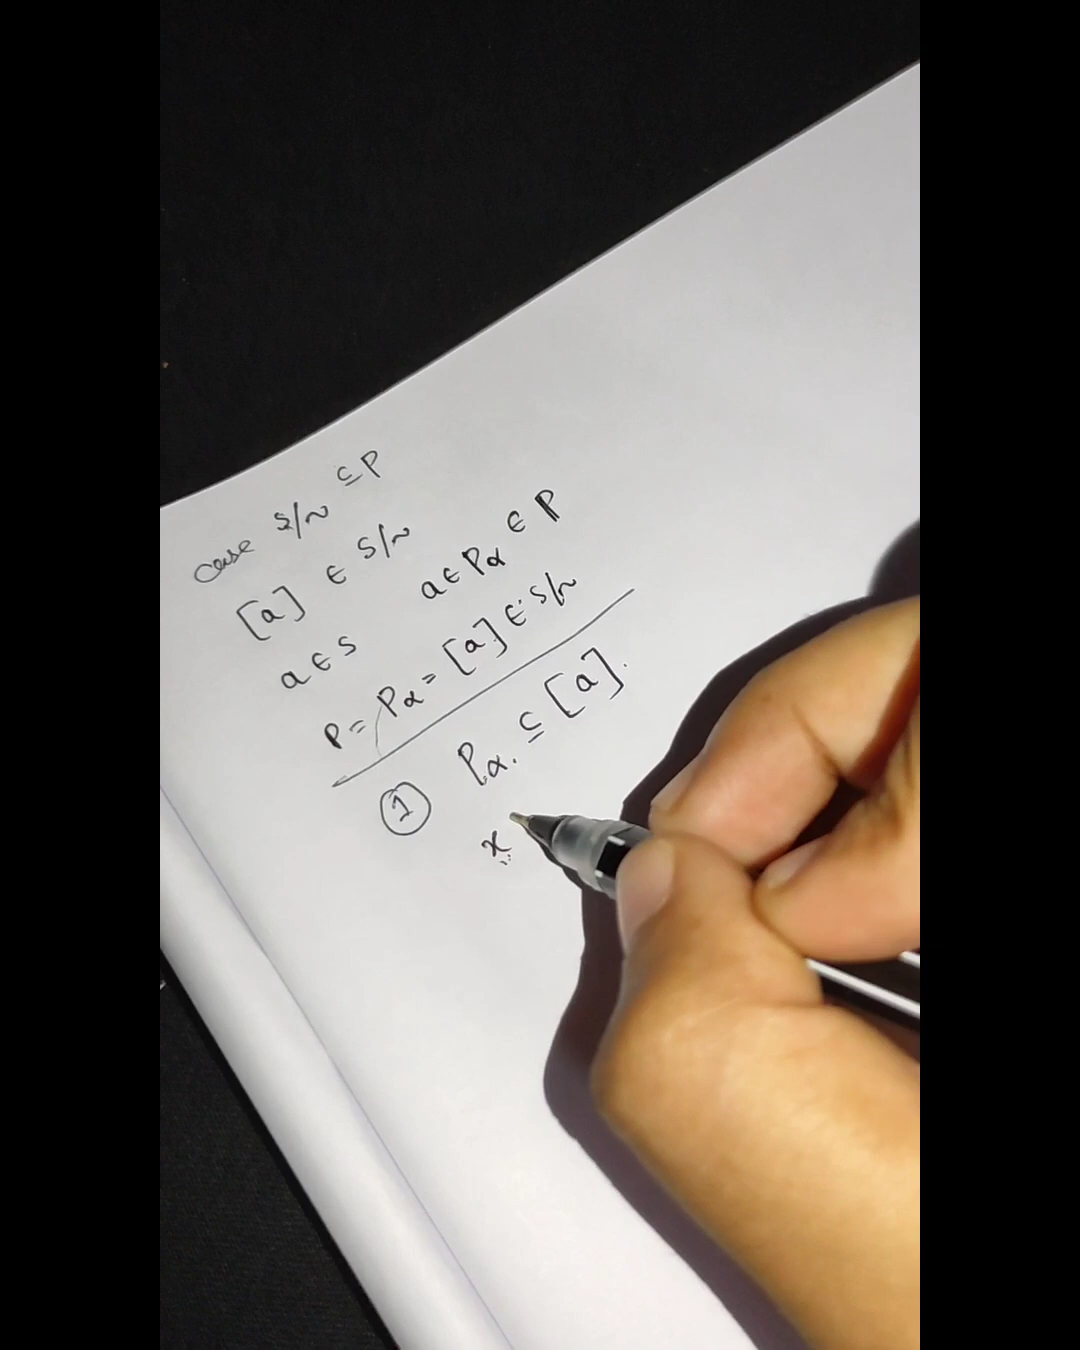 case S/~ ⊆ P
[a] ∈ S/~
a ∈ S a ∈ Pα ∈ P
P = Pα = [a] ∈ S/~
① Pα. ⊆ [a].
x